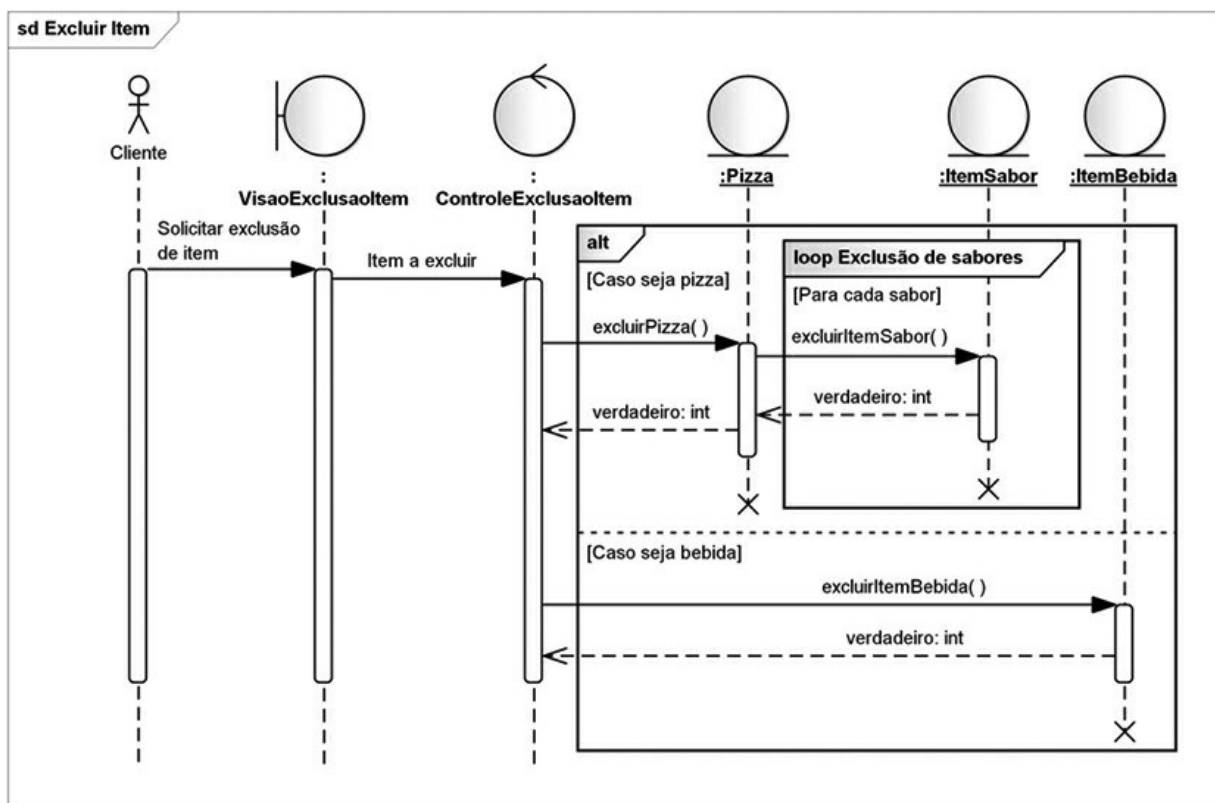 sd Excluir Item
Cliente
:
VisaoExclusaoItem
:
ControleExclusaoItem
:Pizza
:ItemSabor
:ItemBebida
Solicitar exclusão
de item
Item a excluir
alt
[Caso seja pizza]
loop Exclusão de sabores
[Para cada sabor]
excluirPizza( )
excluirItemSabor( )
verdadeiro: int
verdadeiro: int
[Caso seja bebida]
excluirItemBebida( )
verdadeiro: int